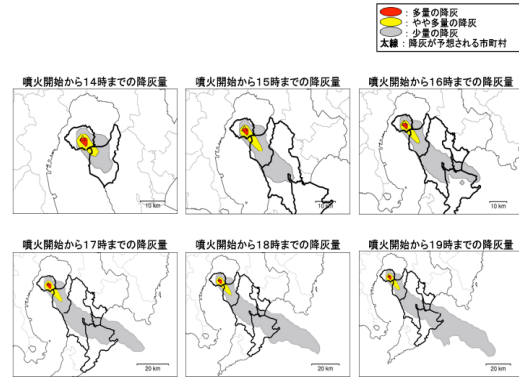 ：多量の降灰
：やや多量の降灰
：少量の降灰
太線：降灰が予想される市町村
噴火開始から14時までの降灰量
噴火開始から15時までの降灰量
噴火開始から16時までの降灰量
10 km
10 km
10 km
噴火開始から17時までの降灰量
噴火開始から18時までの降灰量
噴火開始から19時までの降灰量
20 km
20 km
20 km